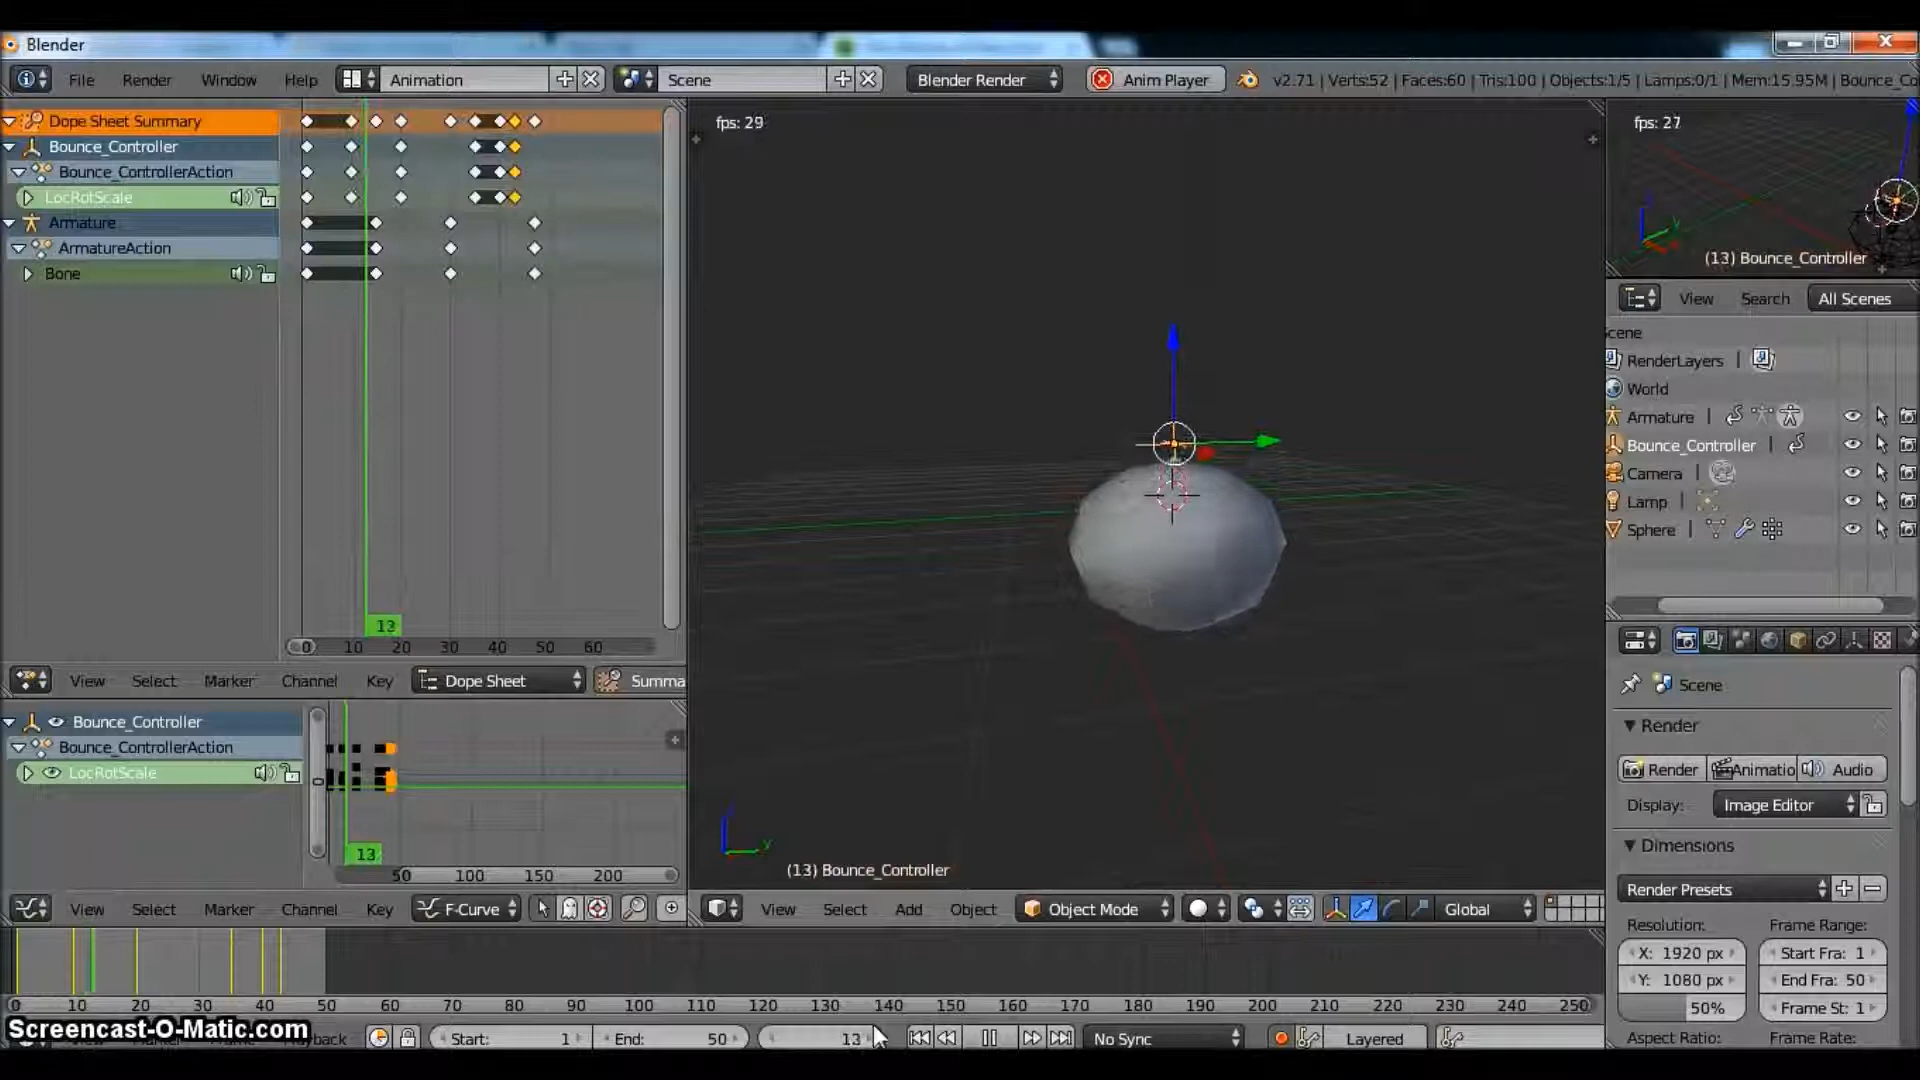 Blender
File Render Window Help Animation Scene Blender Render Anim Player v2.71 | Verts:52 | Faces:60 | Tris:100 | Objects:1/5 | Lamps:0/1 | Mem:15.95M | Bounce_Co
Dope Sheet Summary
Bounce_Controller
Bounce_ControllerAction
LocRotScale
Armature
ArmatureAction
Bone
13
0 10 20 30 40 50 60
View Select Marker Channel Key Dope Sheet Summa
Bounce_Controller
Bounce_ControllerAction
LocRotScale
13
50 100 150 200
View Select Marker Channel Key F-Curve
fps: 29
(13) Bounce_Controller
View Select Add Object Object Mode Global
fps: 27
(13) Bounce_Controller
View Search All Scenes
cene
RenderLayers |
World
Armature |
Bounce_Controller |
Camera |
Lamp |
Sphere |
Scene
Render
Render Animatio Audio
Display: Image Editor
Dimensions
Render Presets
Resolution: Frame Range:
X: 1920 px Start Fra: 1
Y: 1080 px End Fra: 50
50% Frame St: 1
Aspect Ratio: Frame Rate:
0 10 20 30 40 50 60 70 80 90 100 110 120 130 140 150 160 170 180 190 200 210 220 230 240 250
Screencast-O-Matic.com
Start: 1 End: 50 13 No Sync Layered